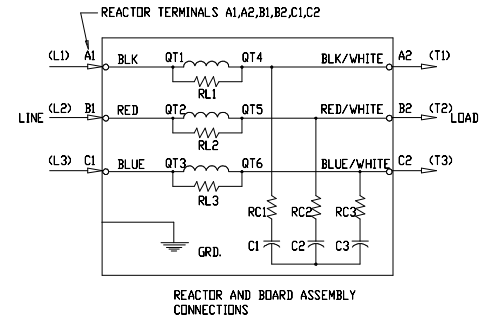 REACTOR TERMINALS A1,A2,B1,B2,C1,C2
(L1) A1 BLK QT1 QT4 BLK/WHITE A2 (T1)
RL1
(L2) B1 RED QT2 QT5 RED/WHITE B2 (T2)
LINE LOAD
RL2
(L3) C1 BLUE QT3 QT6 BLUE/WHITE C2 (T3)
RL3
RC1 RC2 RC3
GRD. C1 C2 C3
REACTOR AND BOARD ASSEMBLY
CONNECTIONS